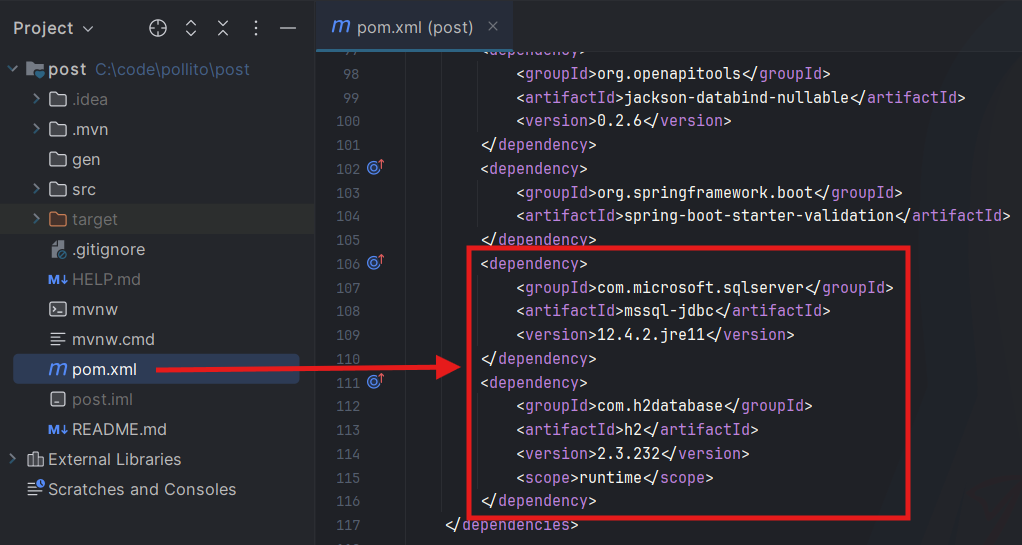 Project
pom.xml (post)
post C:\code\pollito\post
.idea
.mvn
gen
src
target
.gitignore
M↓ HELP.md
mvnw
mvnw.cmd
m pom.xml
post.iml
M↓ README.md
External Libraries
Scratches and Consoles
97 <dependency>
98 <groupId>org.openapitools</groupId>
99 <artifactId>jackson-databind-nullable</artifactId>
100 <version>0.2.6</version>
101 </dependency>
102 <dependency>
103 <groupId>org.springframework.boot</groupId>
104 <artifactId>spring-boot-starter-validation</artifactId>
105 </dependency>
106 <dependency>
107 <groupId>com.microsoft.sqlserver</groupId>
108 <artifactId>mssql-jdbc</artifactId>
109 <version>12.4.2.jre11</version>
110 </dependency>
111 <dependency>
112 <groupId>com.h2database</groupId>
113 <artifactId>h2</artifactId>
114 <version>2.3.232</version>
115 <scope>runtime</scope>
116 </dependency>
117 </dependencies>